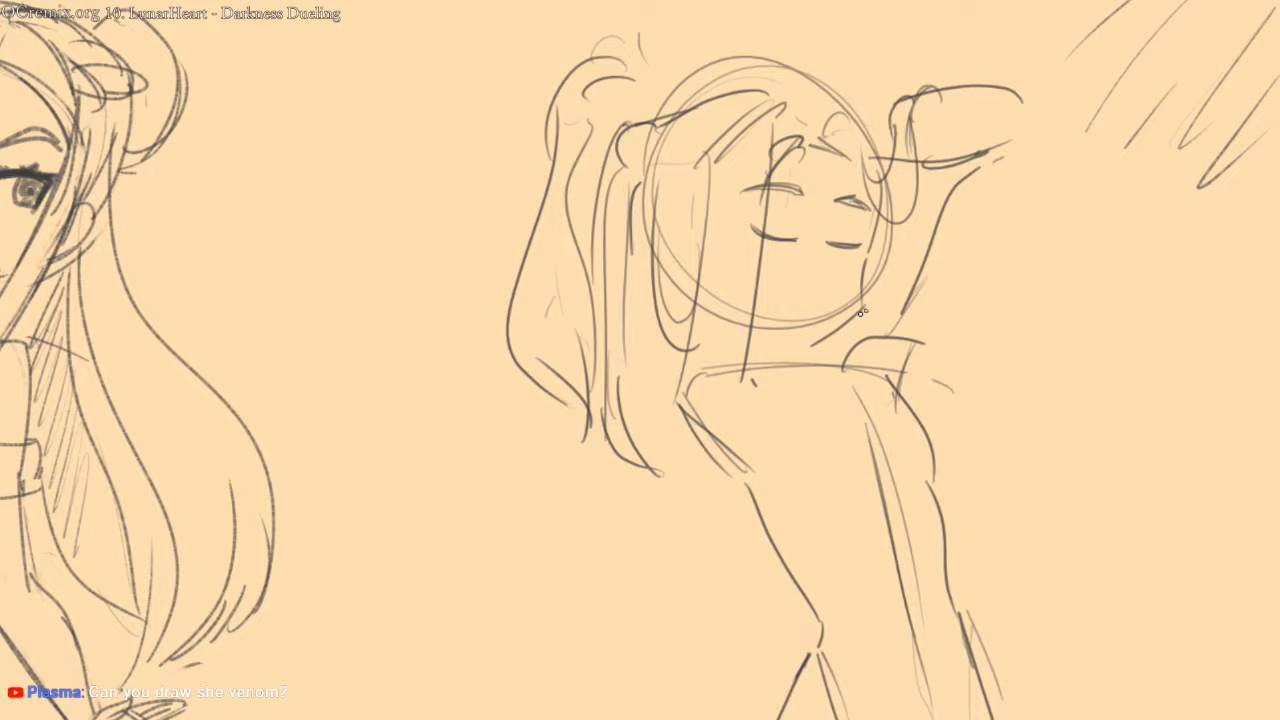 OCremix.org 10. LunarHeart - Darkness Dueling
Plasma: Can you draw she venom?